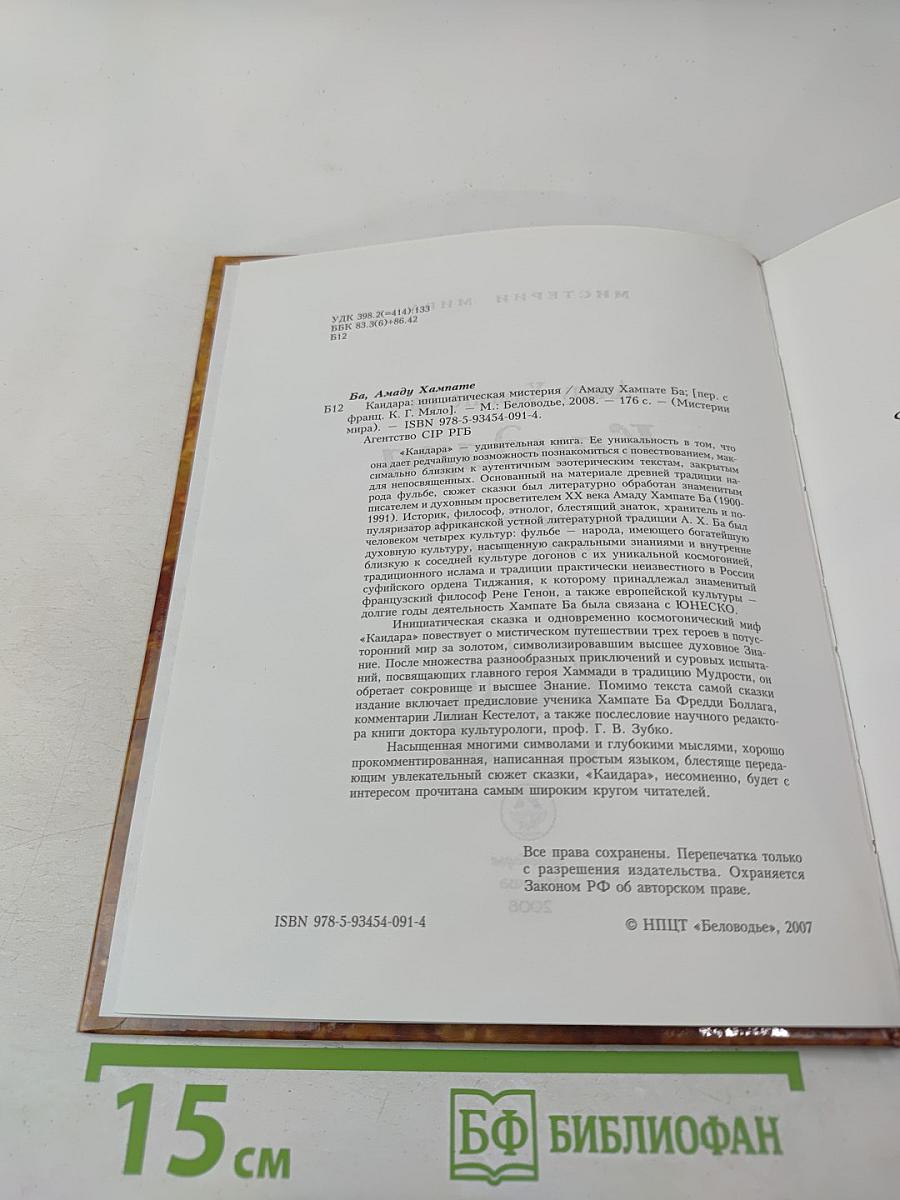 МИСТЕРИИ МИРА
УДК 398.2(=414):133
ББК 83.3(6)+86.42
Б12
Ба, Амаду Хампате
Б12 Каидара: инициатическая мистерия / Амаду Хампате Ба; [пер. с
франц. К. Г. Мяло]. — М.: Беловодье, 2008. — 176 с. — (Мистерии
мира). — ISBN 978-5-93454-091-4.
Агентство CIP РГБ
«Каидара» — удивительная книга. Ее уникальность в том, что
она дает редчайшую возможность познакомиться с повествованием, мак-
симально близким к аутентичным эзотерическим текстам, закрытым
для непосвященных. Основанный на материале древней традиции на-
рода фульбе, сюжет сказки был литературно обработан знаменитым
писателем и духовным просветителем XX века Амаду Хампате Ба (1900-
1991). Историк, философ, этнолог, блестящий знаток, хранитель и по-
пуляризатор африканской устной литературной традиции А. Х. Ба был
человеком четырех культур: фульбе — народа, имеющего богатейшую
духовную культуру, насыщенную сакральными знаниями и внутренне
близкую к соседней культуре догонов с их уникальной космогонией,
традиционного ислама и традиции практически неизвестного в России
суфийского ордена Тиджания, к которому принадлежал знаменитый
французский философ Рене Генон, а также европейской культуры —
долгие годы деятельность Хампате Ба была связана с ЮНЕСКО.
Инициатическая сказка и одновременно космогонический миф
«Каидара» повествует о мистическом путешествии трех героев в потус-
торонний мир за золотом, символизировавшим высшее духовное Зна-
ние. После множества разнообразных приключений и суровых испыта-
ний, посвящающих главного героя Хаммади в традицию Мудрости, он
обретает сокровище и высшее Знание. Помимо текста самой сказки
издание включает предисловие ученика Хампате Ба Фредди Боллага,
комментарии Лилиан Кестелот, а также послесловие научного редакто-
ра книги доктора культурологи, проф. Г. В. Зубко.
Насыщенная многими символами и глубокими мыслями, хорошо
прокомментированная, написанная простым языком, блестяще переда-
ющим увлекательный сюжет сказки, «Каидара», несомненно, будет с
интересом прочитана самым широким кругом читателей.
Все права сохранены. Перепечатка только
с разрешения издательства. Охраняется
Законом РФ об авторском праве.
2008
ISBN 978-5-93454-091-4
© НПЦТ «Беловодье», 2007
15 см
БФ БИБЛИОФАН